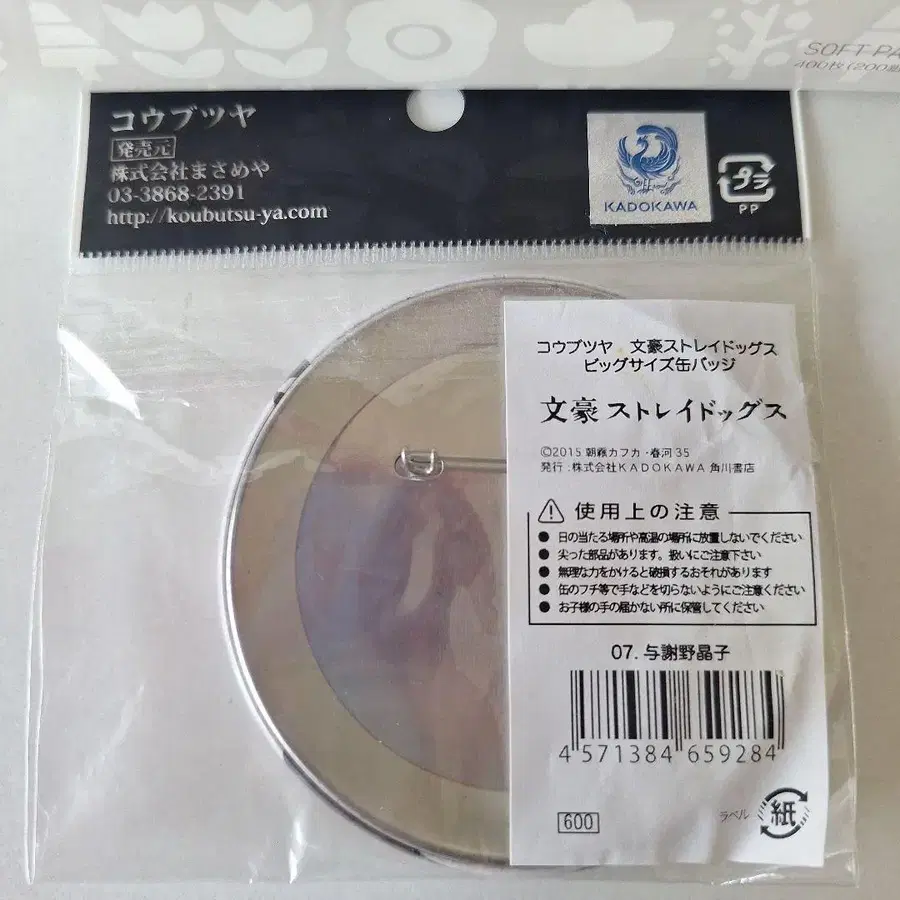 SOFT PA
400枚(200組
コウブツヤ
発売元
株式会社まさめや
03-3868-2391
http://koubutsu-ya.com
KADOKAWA
プラ
PP
コウブツヤ 文豪ストレイドッグス
ビッグサイズ缶バッジ
文豪ストレイドッグス
©2015 朝霧カフカ・春河35
発行:株式会社KADOKAWA 角川書店
使用上の注意
● 日の当たる場所や高温の場所に放置しないでください
● 尖った部品があります。扱いにご注意下さい
● 無理な力をかけると破損するおそれがあります
● 缶のフチ等で手などを切らないようにご注意ください
● お子様の手の届かない所に保管してください
07.与謝野晶子
4 571384 659284
600
ラベル 紙